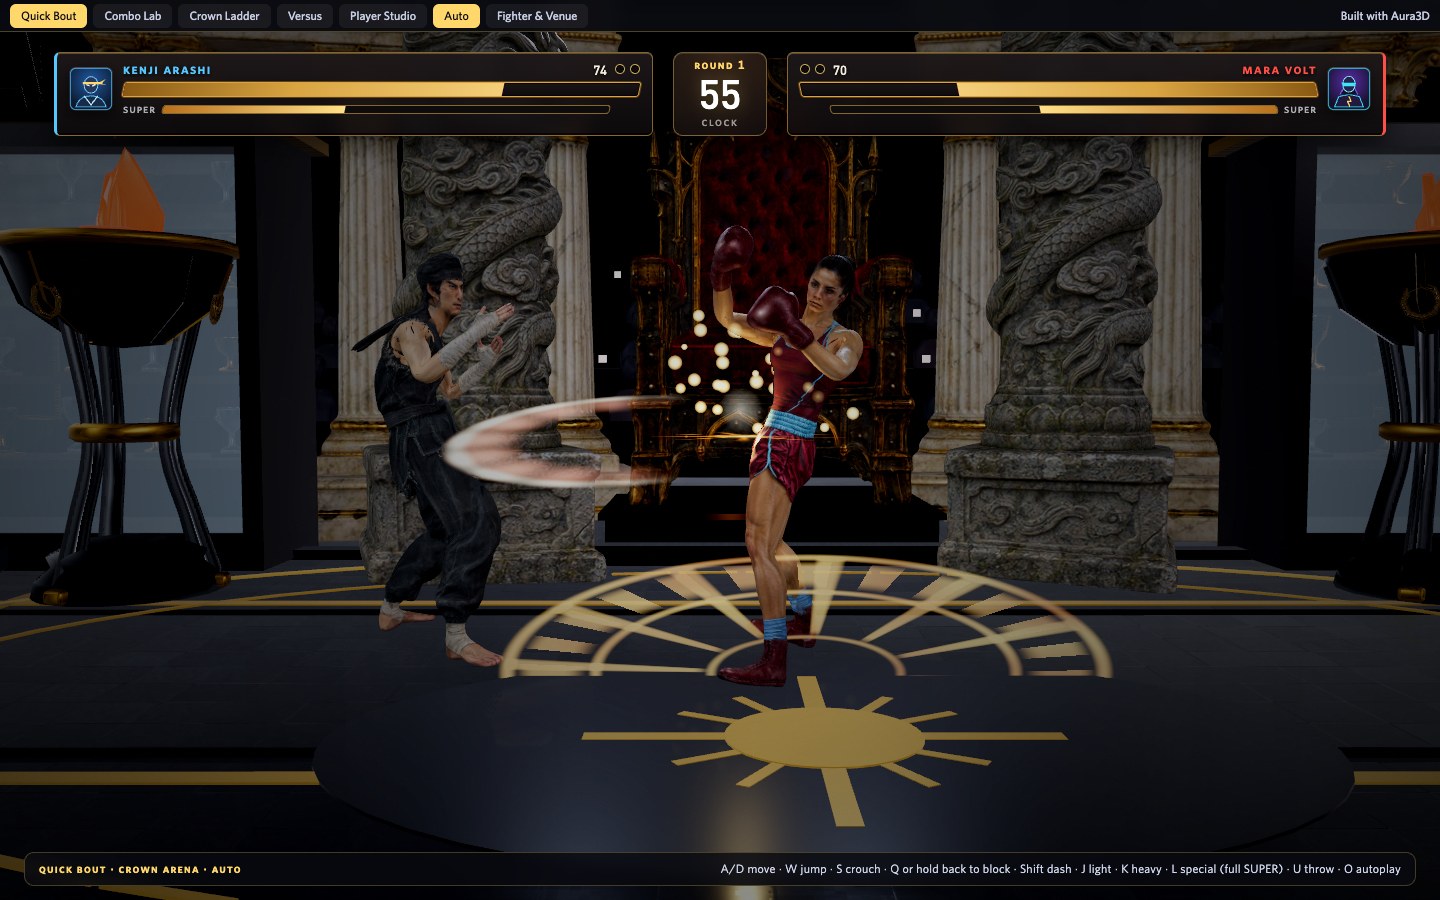 Quick Bout Combo Lab Crown Ladder Versus Player Studio Auto Fighter & Venue Built with Aura3D
KENJI ARASHI 74
SUPER
ROUND 1
55
CLOCK
70 MARA VOLT
SUPER
QUICK BOUT · CROWN ARENA · AUTO
A/D move · W jump · S crouch · Q or hold back to block · Shift dash · J light · K heavy · L special (full SUPER) · U throw · O autoplay